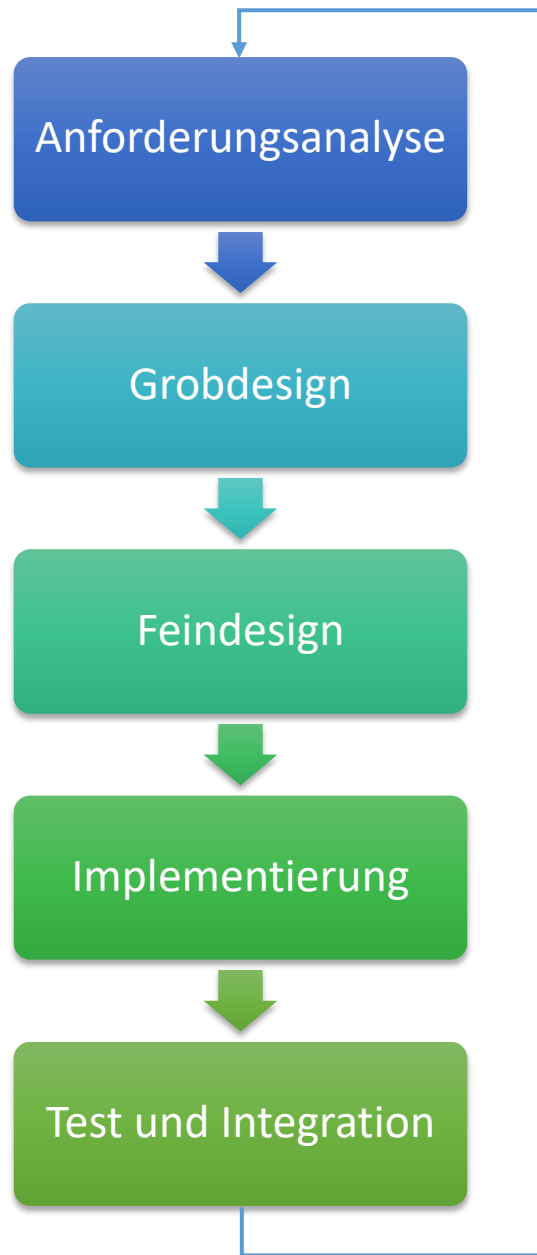 Anforderungsanalyse
Grobdesign
Feindesign
Implementierung
Test und Integration